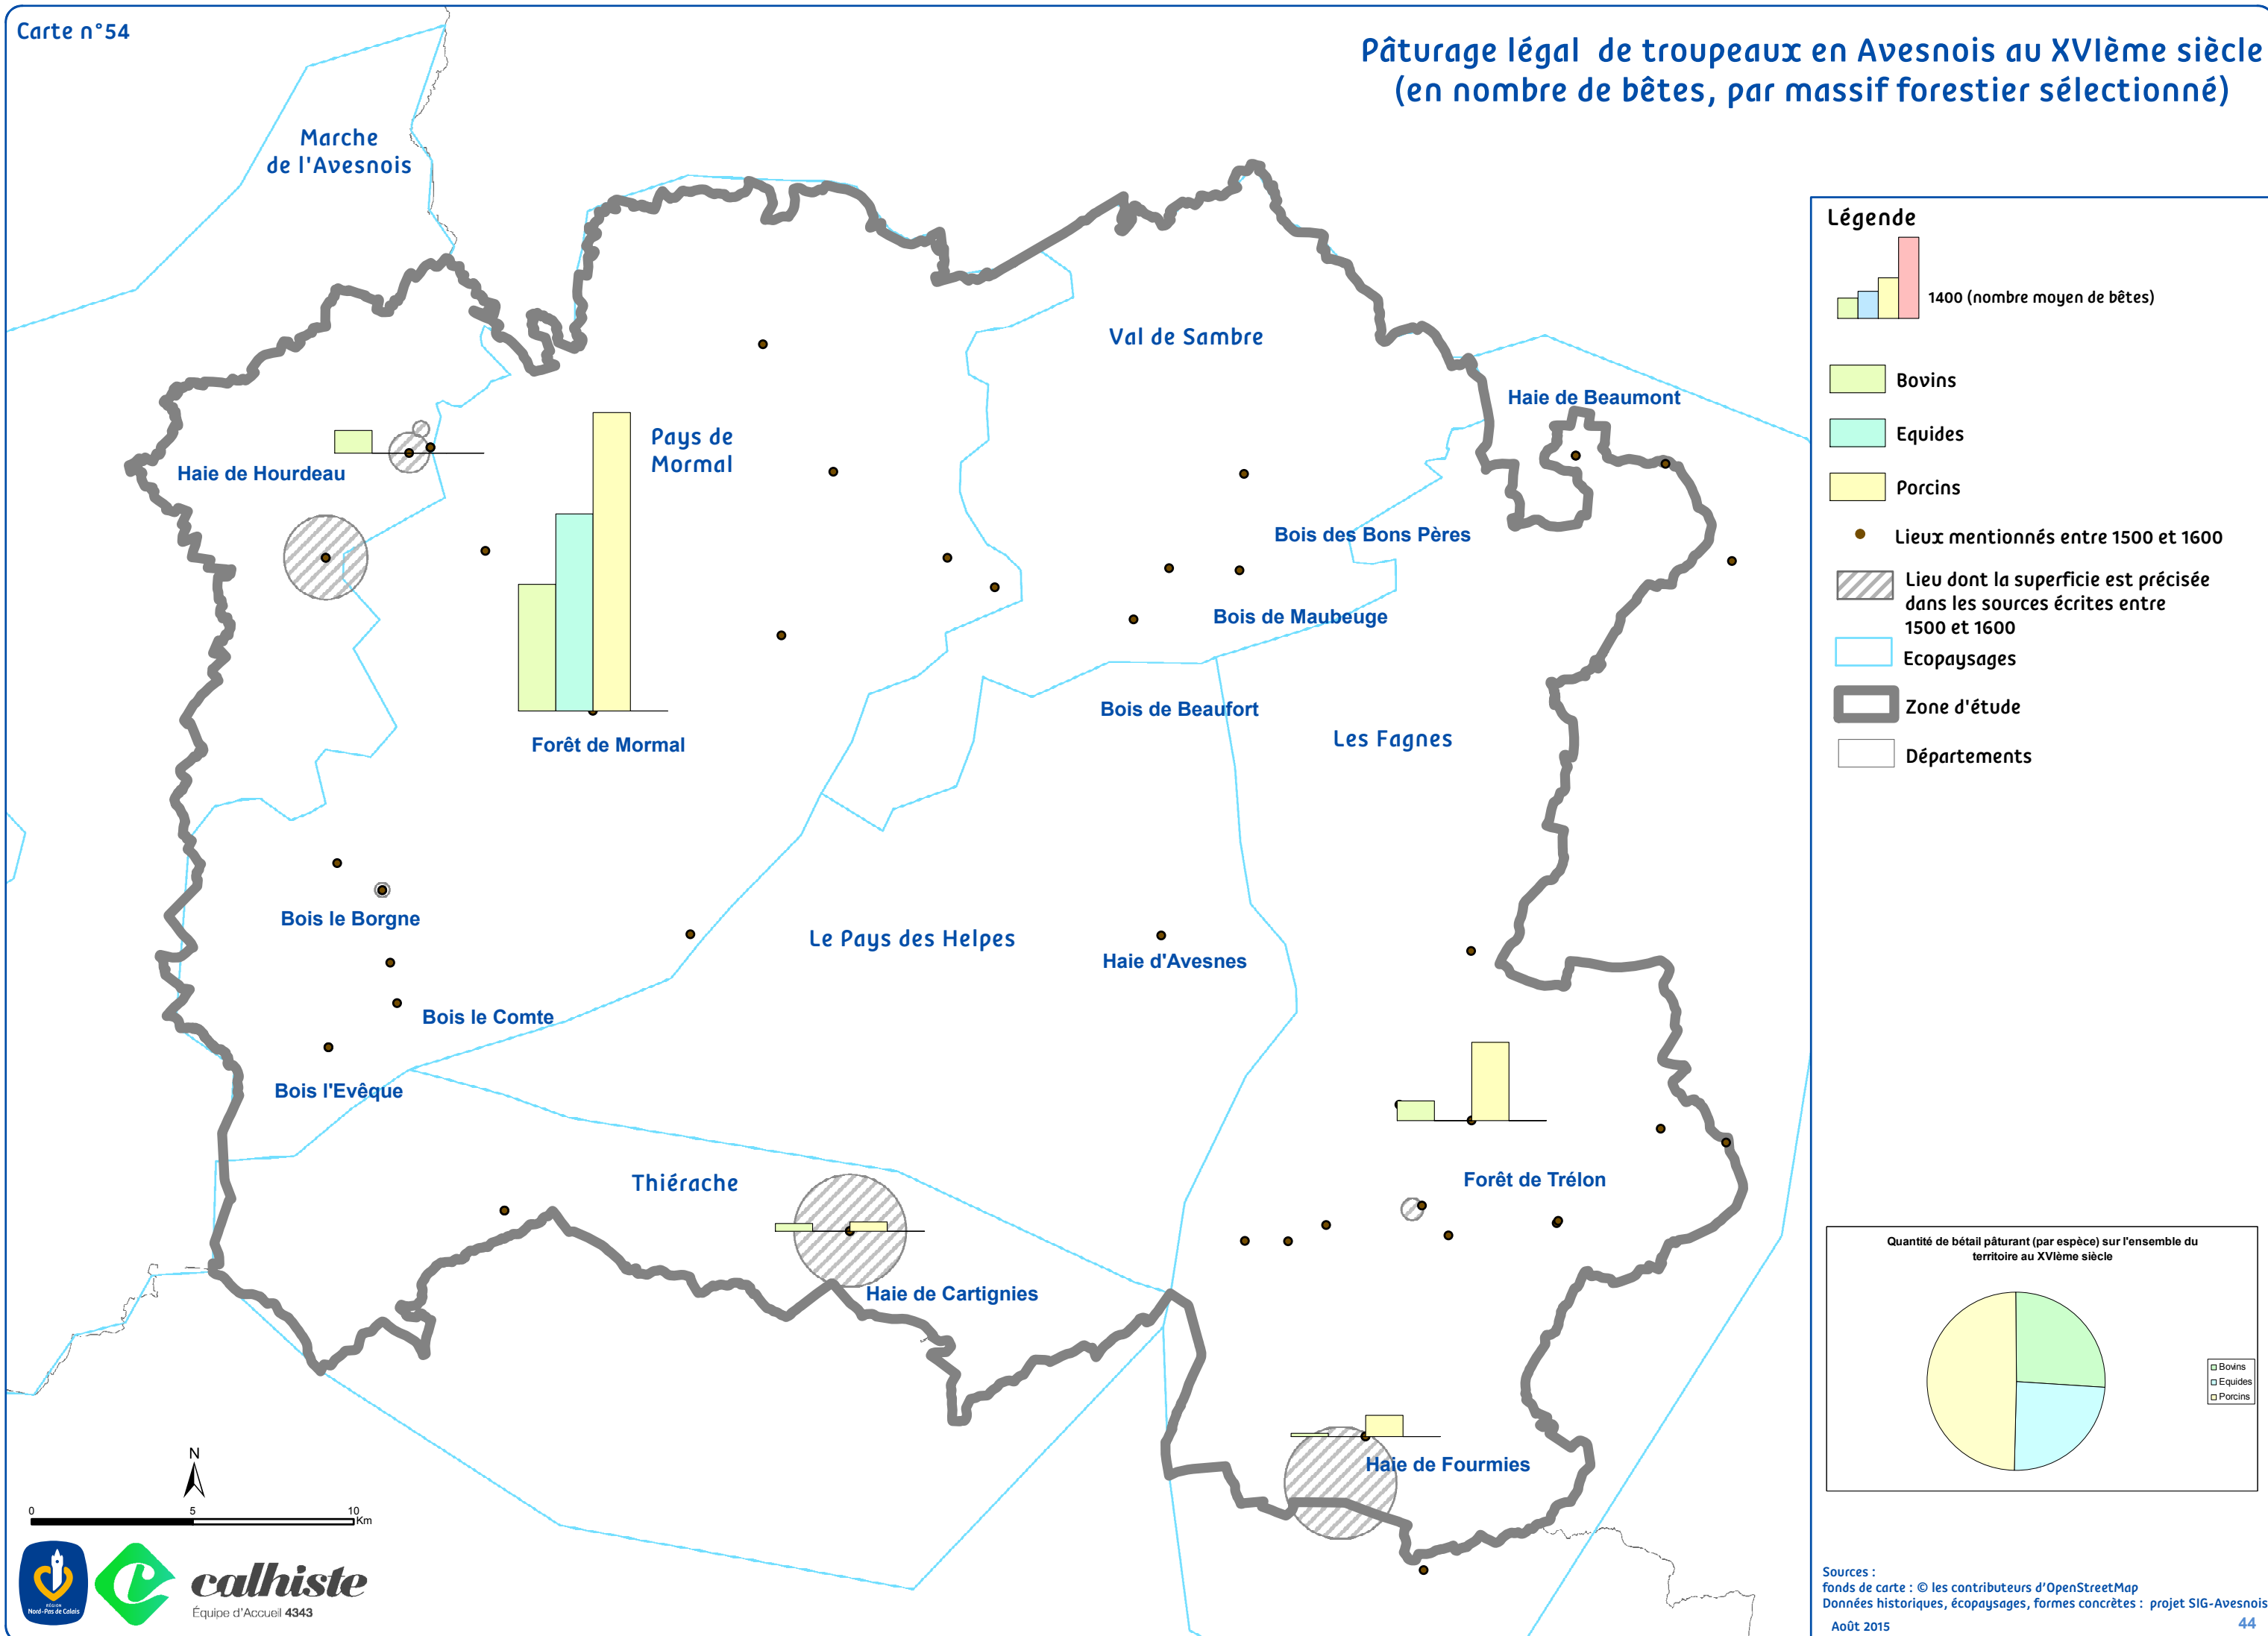 Carte n°54
Pâturage légal de troupeaux en Avesnois au XVIème siècle
(en nombre de bêtes, par massif forestier sélectionné)
Marche
de l'Avesnois
Val de Sambre
Haie de Beaumont
Pays de
Mormal
Haie de Hourdeau
Bois des Bons Pères
Bois de Maubeuge
Bois de Beaufort
Les Fagnes
Forêt de Mormal
Bois le Borgne
Le Pays des Helpes
Haie d'Avesnes
Bois le Comte
Bois l'Evêque
Thiérache
Forêt de Trélon
Haie de Cartignies
Haie de Fourmies
N
0 5 10
Km
RÉGION
Nord-Pas de Calais
calhiste
Équipe d'Accueil 4343
Légende
1400 (nombre moyen de bêtes)
Bovins
Equides
Porcins
Lieux mentionnés entre 1500 et 1600
Lieu dont la superficie est précisée
dans les sources écrites entre
1500 et 1600
Ecopaysages
Zone d'étude
Départements
Quantité de bétail pâturant (par espèce) sur l'ensemble du
territoire au XVIème siècle
Bovins
Equides
Porcins
Sources :
fonds de carte : © les contributeurs d'OpenStreetMap
Données historiques, écopaysages, formes concrètes : projet SIG-Avesnois
Août 2015
44